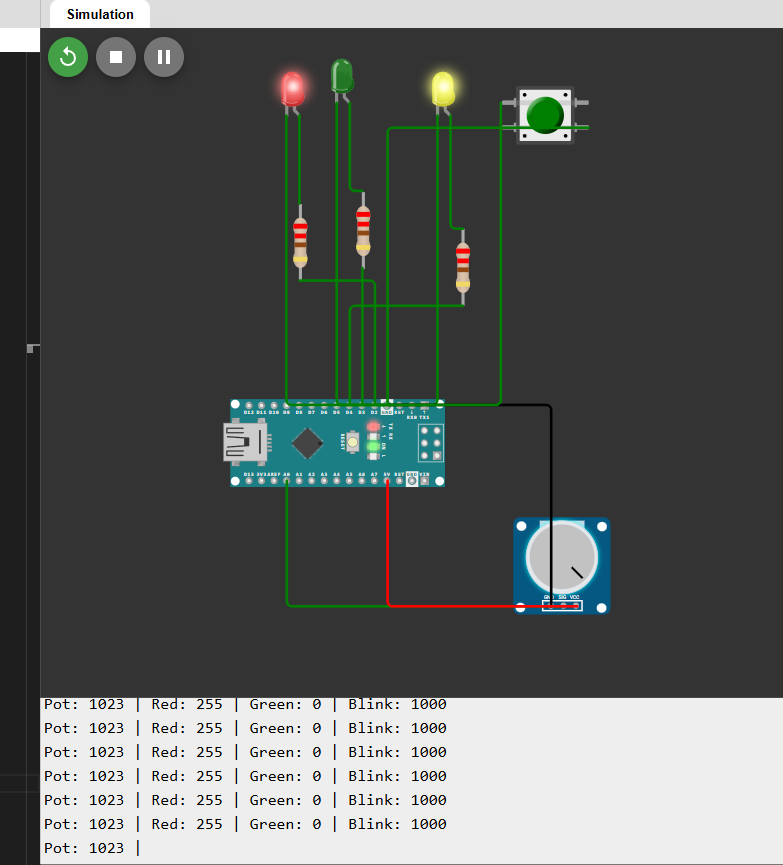 Simulation
D12 D11 D10 D9 D8 D7 D6 D5 D4 D3 D2 GND RST
RX0 TX1
RESET
TX RX ON L
D13 3V3 AREF A0 A1 A2 A3 A4 A5 A6 A7 5V RST GND VIN
GND SIG VCC
Pot: 1023 | Red: 255 | Green: 0 | Blink: 1000
Pot: 1023 | Red: 255 | Green: 0 | Blink: 1000
Pot: 1023 | Red: 255 | Green: 0 | Blink: 1000
Pot: 1023 | Red: 255 | Green: 0 | Blink: 1000
Pot: 1023 | Red: 255 | Green: 0 | Blink: 1000
Pot: 1023 | Red: 255 | Green: 0 | Blink: 1000
Pot: 1023 |